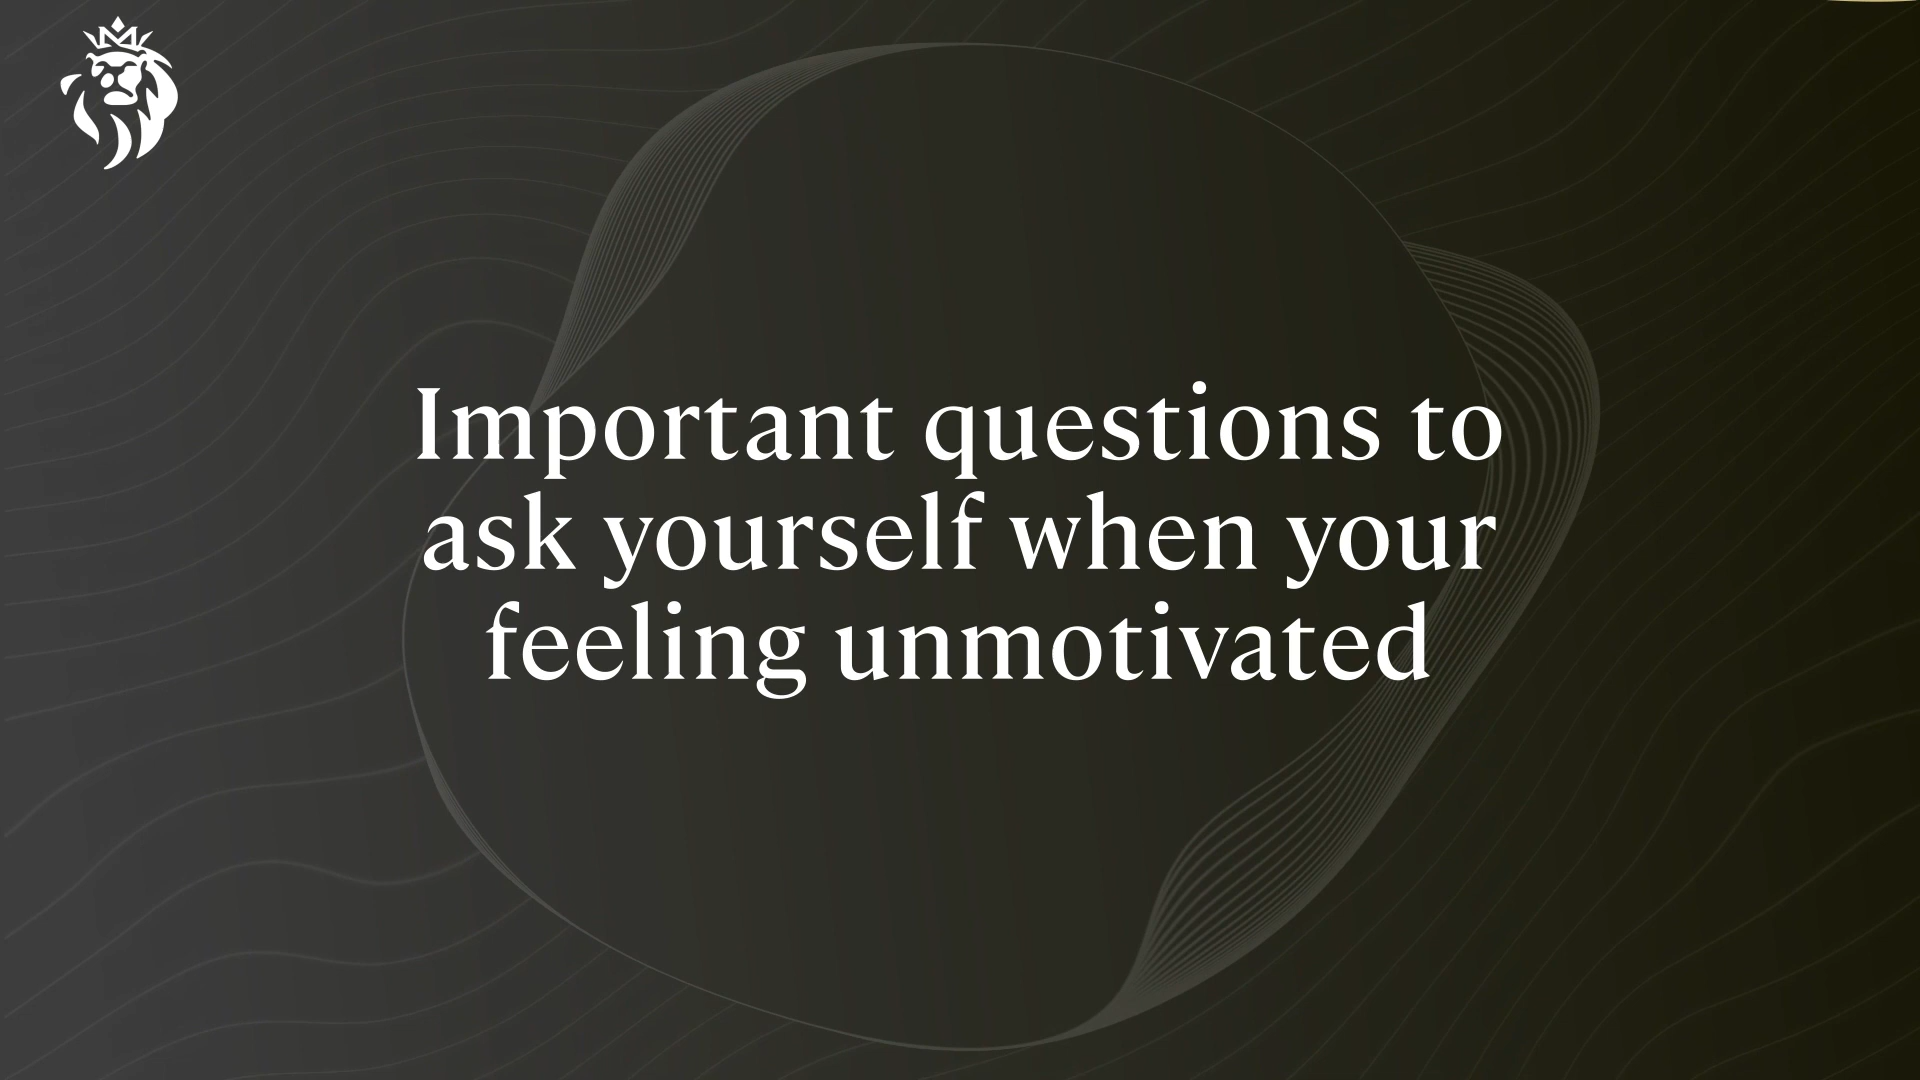 Important questions to
ask yourself when your
feeling unmotivated